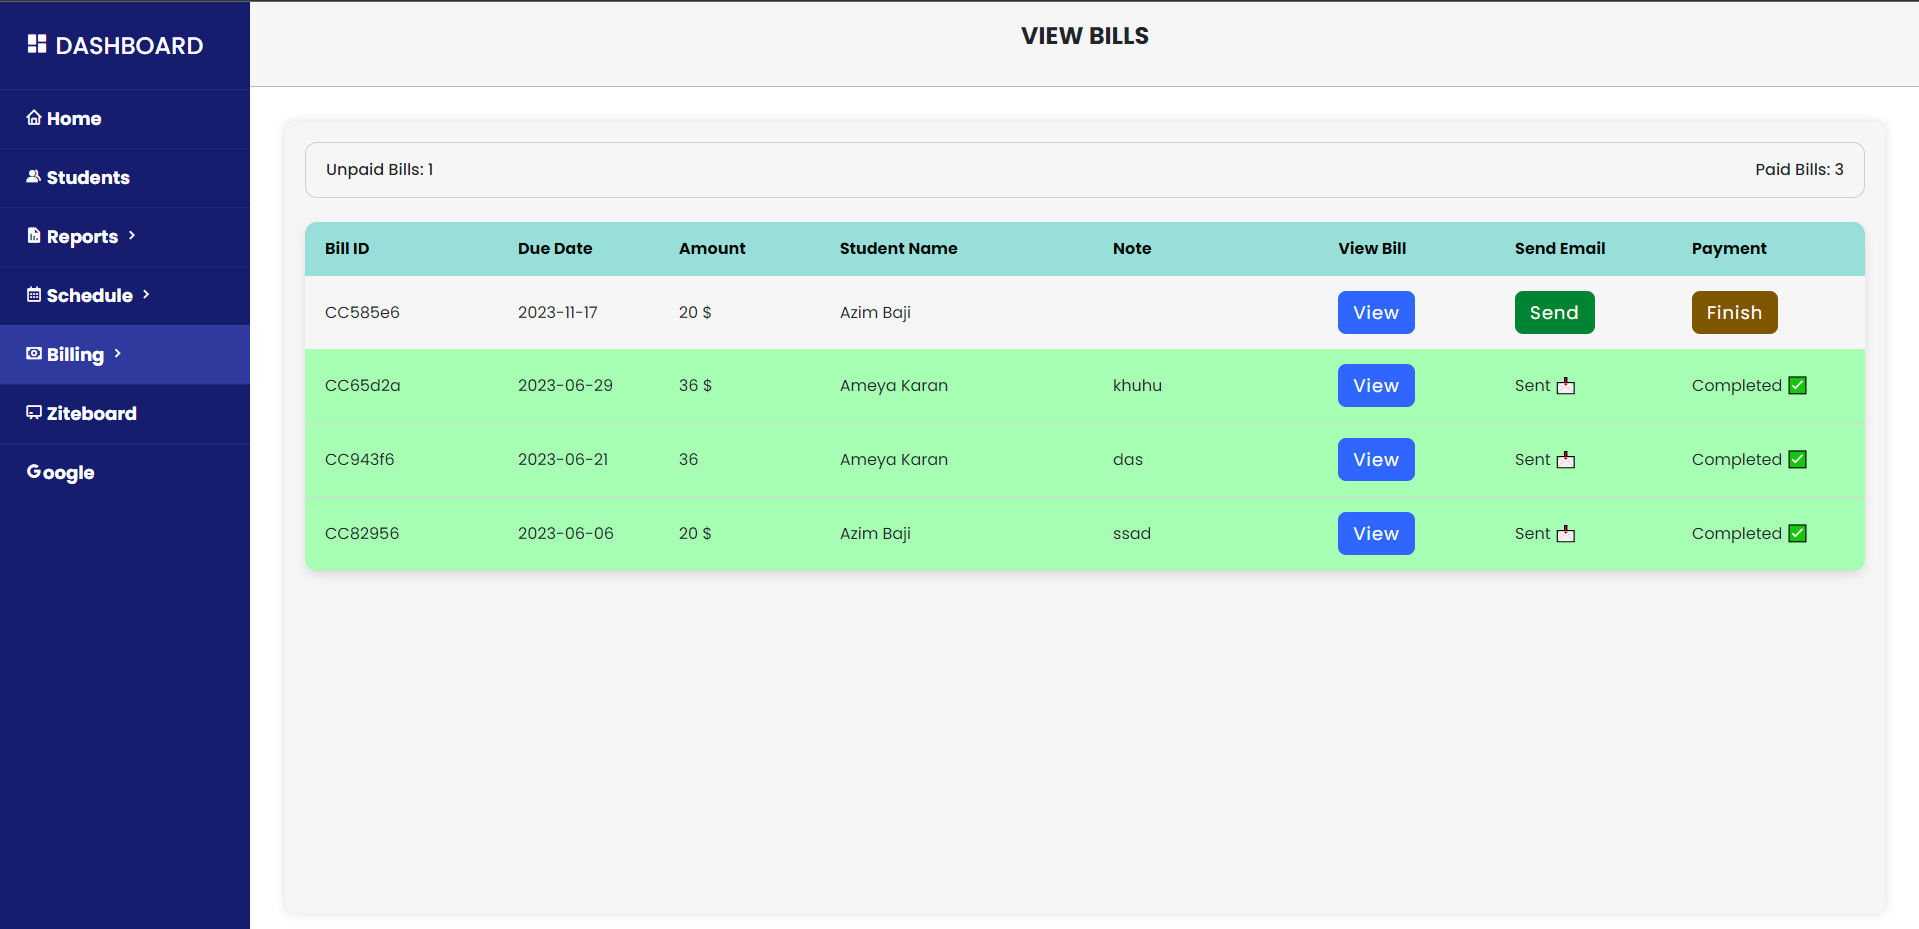 DASHBOARD
Home
Students
Reports
Schedule
Billing
Ziteboard
Google
VIEW BILLS
Unpaid Bills: 1 Paid Bills: 3
Bill ID Due Date Amount Student Name Note View Bill Send Email Payment
CC585e6 2023-11-17 20 $ Azim Baji View Send Finish
CC65d2a 2023-06-29 36 $ Ameya Karan khuhu View Sent Completed
CC943f6 2023-06-21 36 Ameya Karan das View Sent Completed
CC82956 2023-06-06 20 $ Azim Baji ssad View Sent Completed